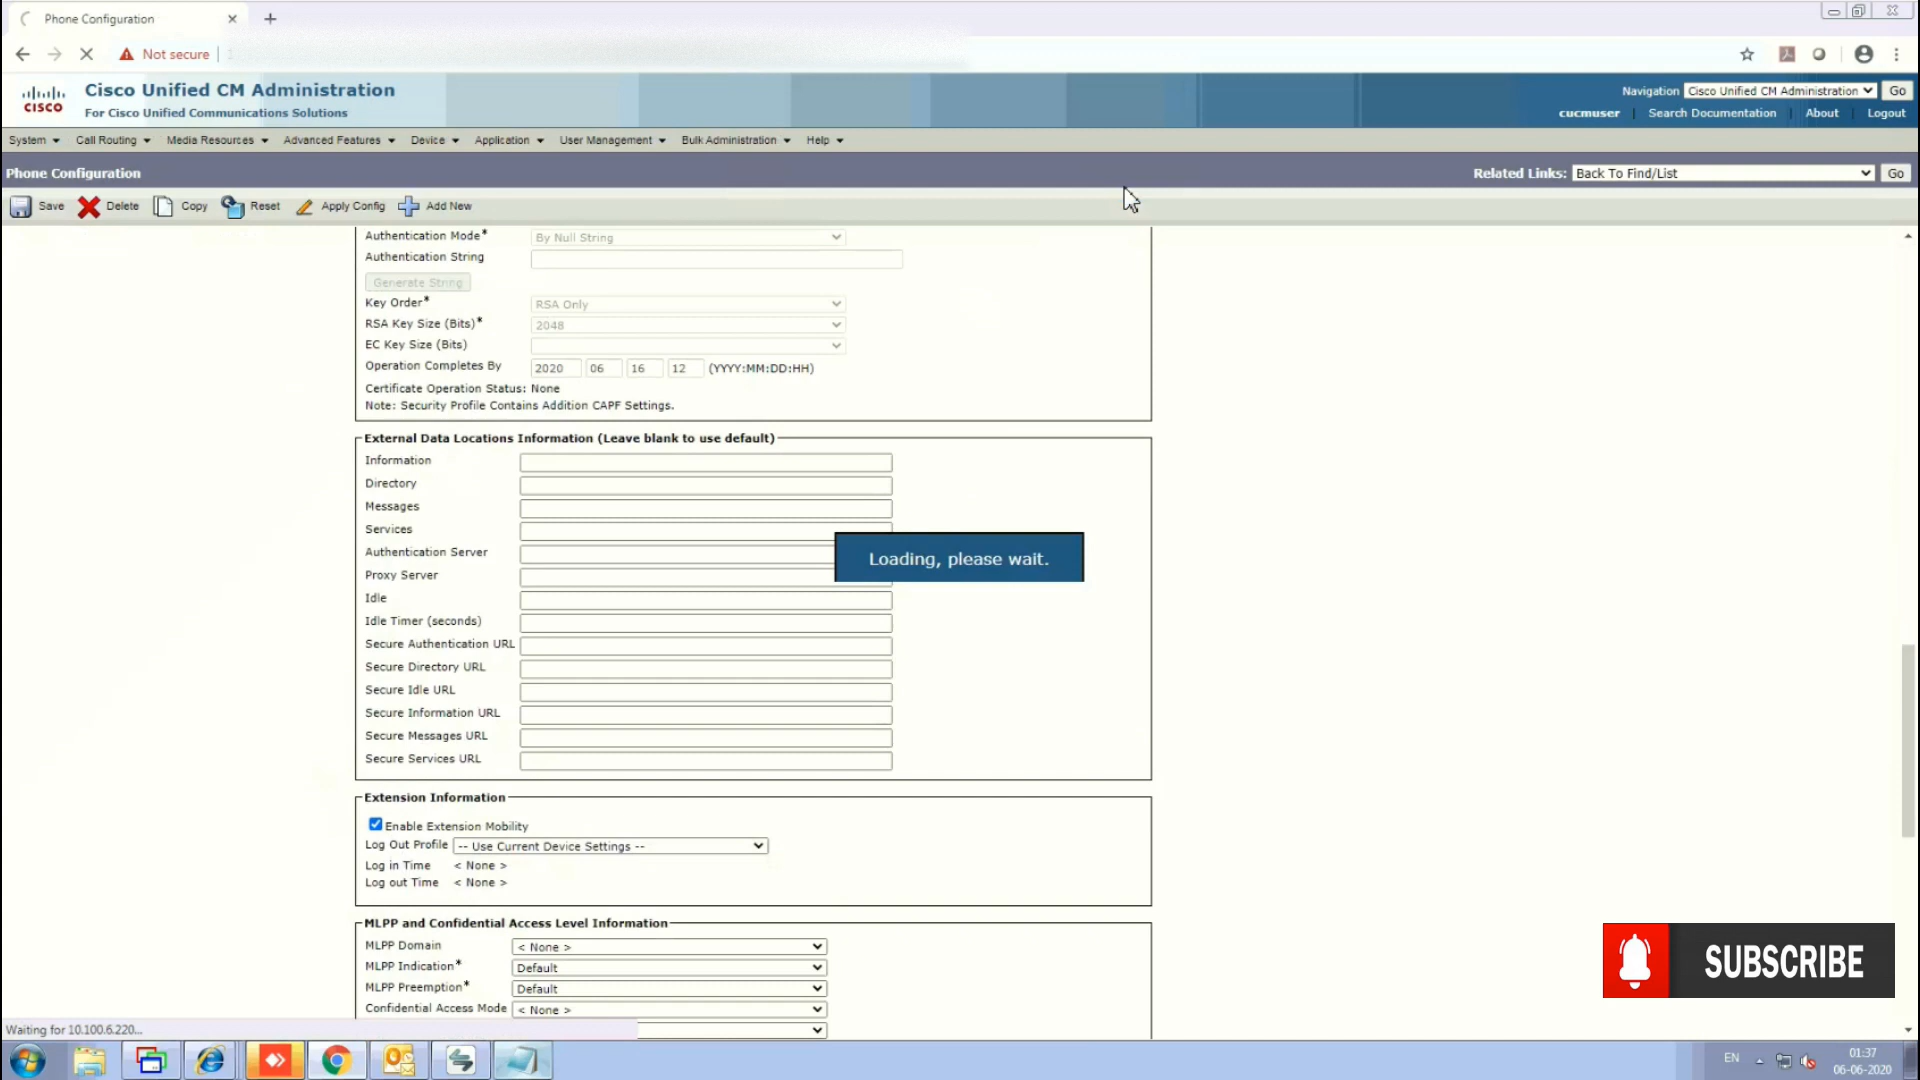 Phone Configuration
Not secure
CISCO
Cisco Unified CM Administration
For Cisco Unified Communications Solutions
Navigation Cisco Unified CM Administration Go
cucmuser Search Documentation About Logout
System Call Routing Media Resources Advanced Features Device Application User Management Bulk Administration Help
Phone Configuration
Related Links: Back To Find/List Go
Save Delete Copy Reset Apply Config Add New
Authentication Mode* By Null String
Authentication String
Generate String
Key Order* RSA Only
RSA Key Size (Bits)* 2048
EC Key Size (Bits)
Operation Completes By 2020 06 16 12 (YYYY:MM:DD:HH)
Certificate Operation Status: None
Note: Security Profile Contains Addition CAPF Settings.
External Data Locations Information (Leave blank to use default)
Information
Directory
Messages
Services
Authentication Server
Loading, please wait.
Proxy Server
Idle
Idle Timer (seconds)
Secure Authentication URL
Secure Directory URL
Secure Idle URL
Secure Information URL
Secure Messages URL
Secure Services URL
Extension Information
Enable Extension Mobility
Log Out Profile -- Use Current Device Settings --
Log in Time < None >
Log out Time < None >
MLPP and Confidential Access Level Information
MLPP Domain < None >
MLPP Indication* Default
MLPP Preemption* Default
Confidential Access Mode < None >
SUBSCRIBE
Waiting for 10.100.6.220...
EN
01:37
06-06-2020